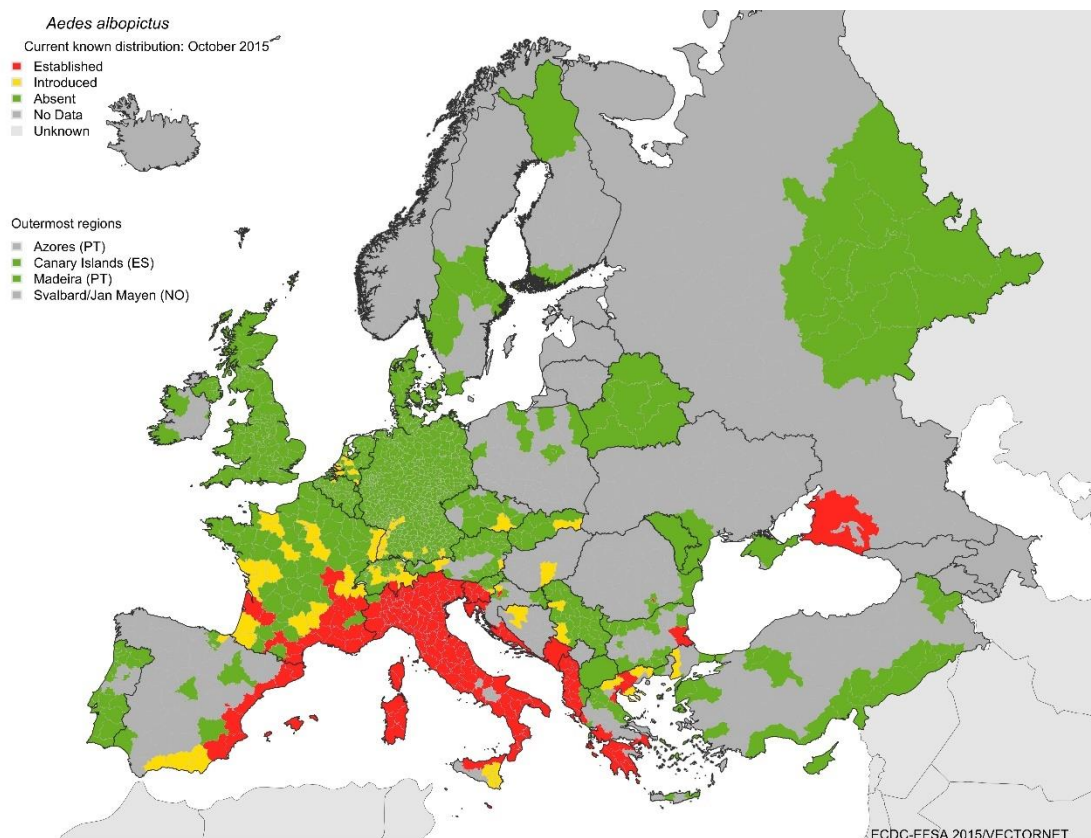 Aedes albopictus
Current known distribution: October 2015
Established
Introduced
Absent
No Data
Unknown
Outermost regions
Azores (PT)
Canary Islands (ES)
Madeira (PT)
Svalbard/Jan Mayen (NO)
ECDC-EFSA 2015/VECTORNET